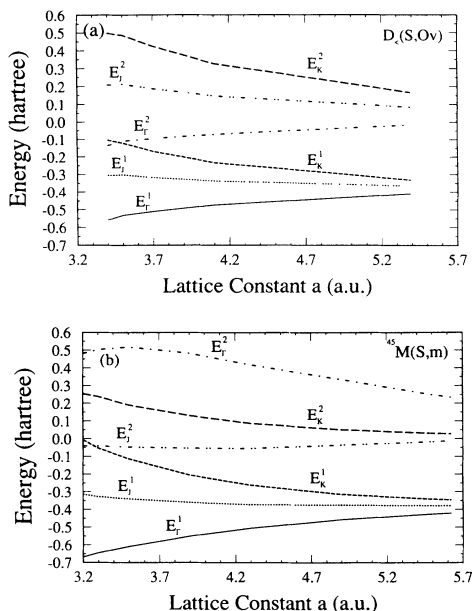 (a)
D_<(S,Ov)
Energy (hartree)
0.6
0.5
0.4
0.3
0.2
0.1
0.0
-0.1
-0.2
-0.3
-0.4
-0.5
-0.6
-0.7
E_K^2
E_J^2
E_Γ^2
E_J^1
E_K^1
E_Γ^1
3.2 3.7 4.2 4.7 5.2 5.7
Lattice Constant a (a.u.)
(b)
^45M(S,m)
Energy (hartree)
0.6
0.5
0.4
0.3
0.2
0.1
0.0
-0.1
-0.2
-0.3
-0.4
-0.5
-0.6
-0.7
E_Γ^2
E_K^2
E_J^2
E_K^1
E_J^1
E_Γ^1
3.2 3.7 4.2 4.7 5.2 5.7
Lattice Constant a (a.u.)